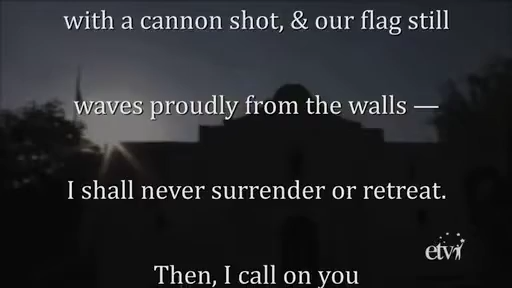 with a cannon shot, & our flag still
waves proudly from the walls —
I shall never surrender or retreat.
etv
Then, I call on you